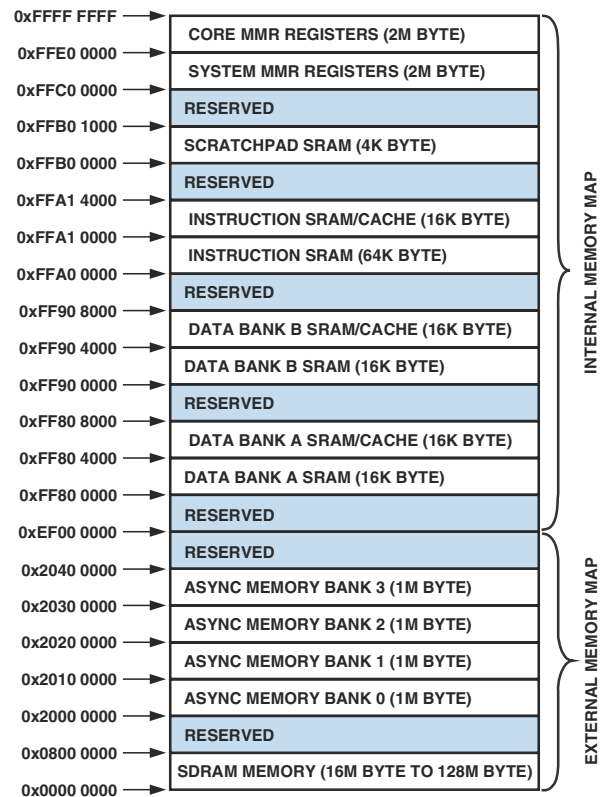 0xFFFF FFFF
CORE MMR REGISTERS (2M BYTE)
0xFFE0 0000
SYSTEM MMR REGISTERS (2M BYTE)
0xFFC0 0000
RESERVED
0xFFB0 1000
SCRATCHPAD SRAM (4K BYTE)
0xFFB0 0000
RESERVED
0xFFA1 4000
INSTRUCTION SRAM/CACHE (16K BYTE)
0xFFA1 0000
INSTRUCTION SRAM (64K BYTE)
0xFFA0 0000
RESERVED
0xFF90 8000
DATA BANK B SRAM/CACHE (16K BYTE)
0xFF90 4000
DATA BANK B SRAM (16K BYTE)
0xFF90 0000
RESERVED
0xFF80 8000
DATA BANK A SRAM/CACHE (16K BYTE)
0xFF80 4000
DATA BANK A SRAM (16K BYTE)
0xFF80 0000
RESERVED
0xEF00 0000
RESERVED
0x2040 0000
ASYNC MEMORY BANK 3 (1M BYTE)
0x2030 0000
ASYNC MEMORY BANK 2 (1M BYTE)
0x2020 0000
ASYNC MEMORY BANK 1 (1M BYTE)
0x2010 0000
ASYNC MEMORY BANK 0 (1M BYTE)
0x2000 0000
RESERVED
0x0800 0000
SDRAM MEMORY (16M BYTE TO 128M BYTE)
0x0000 0000
INTERNAL MEMORY MAP
EXTERNAL MEMORY MAP